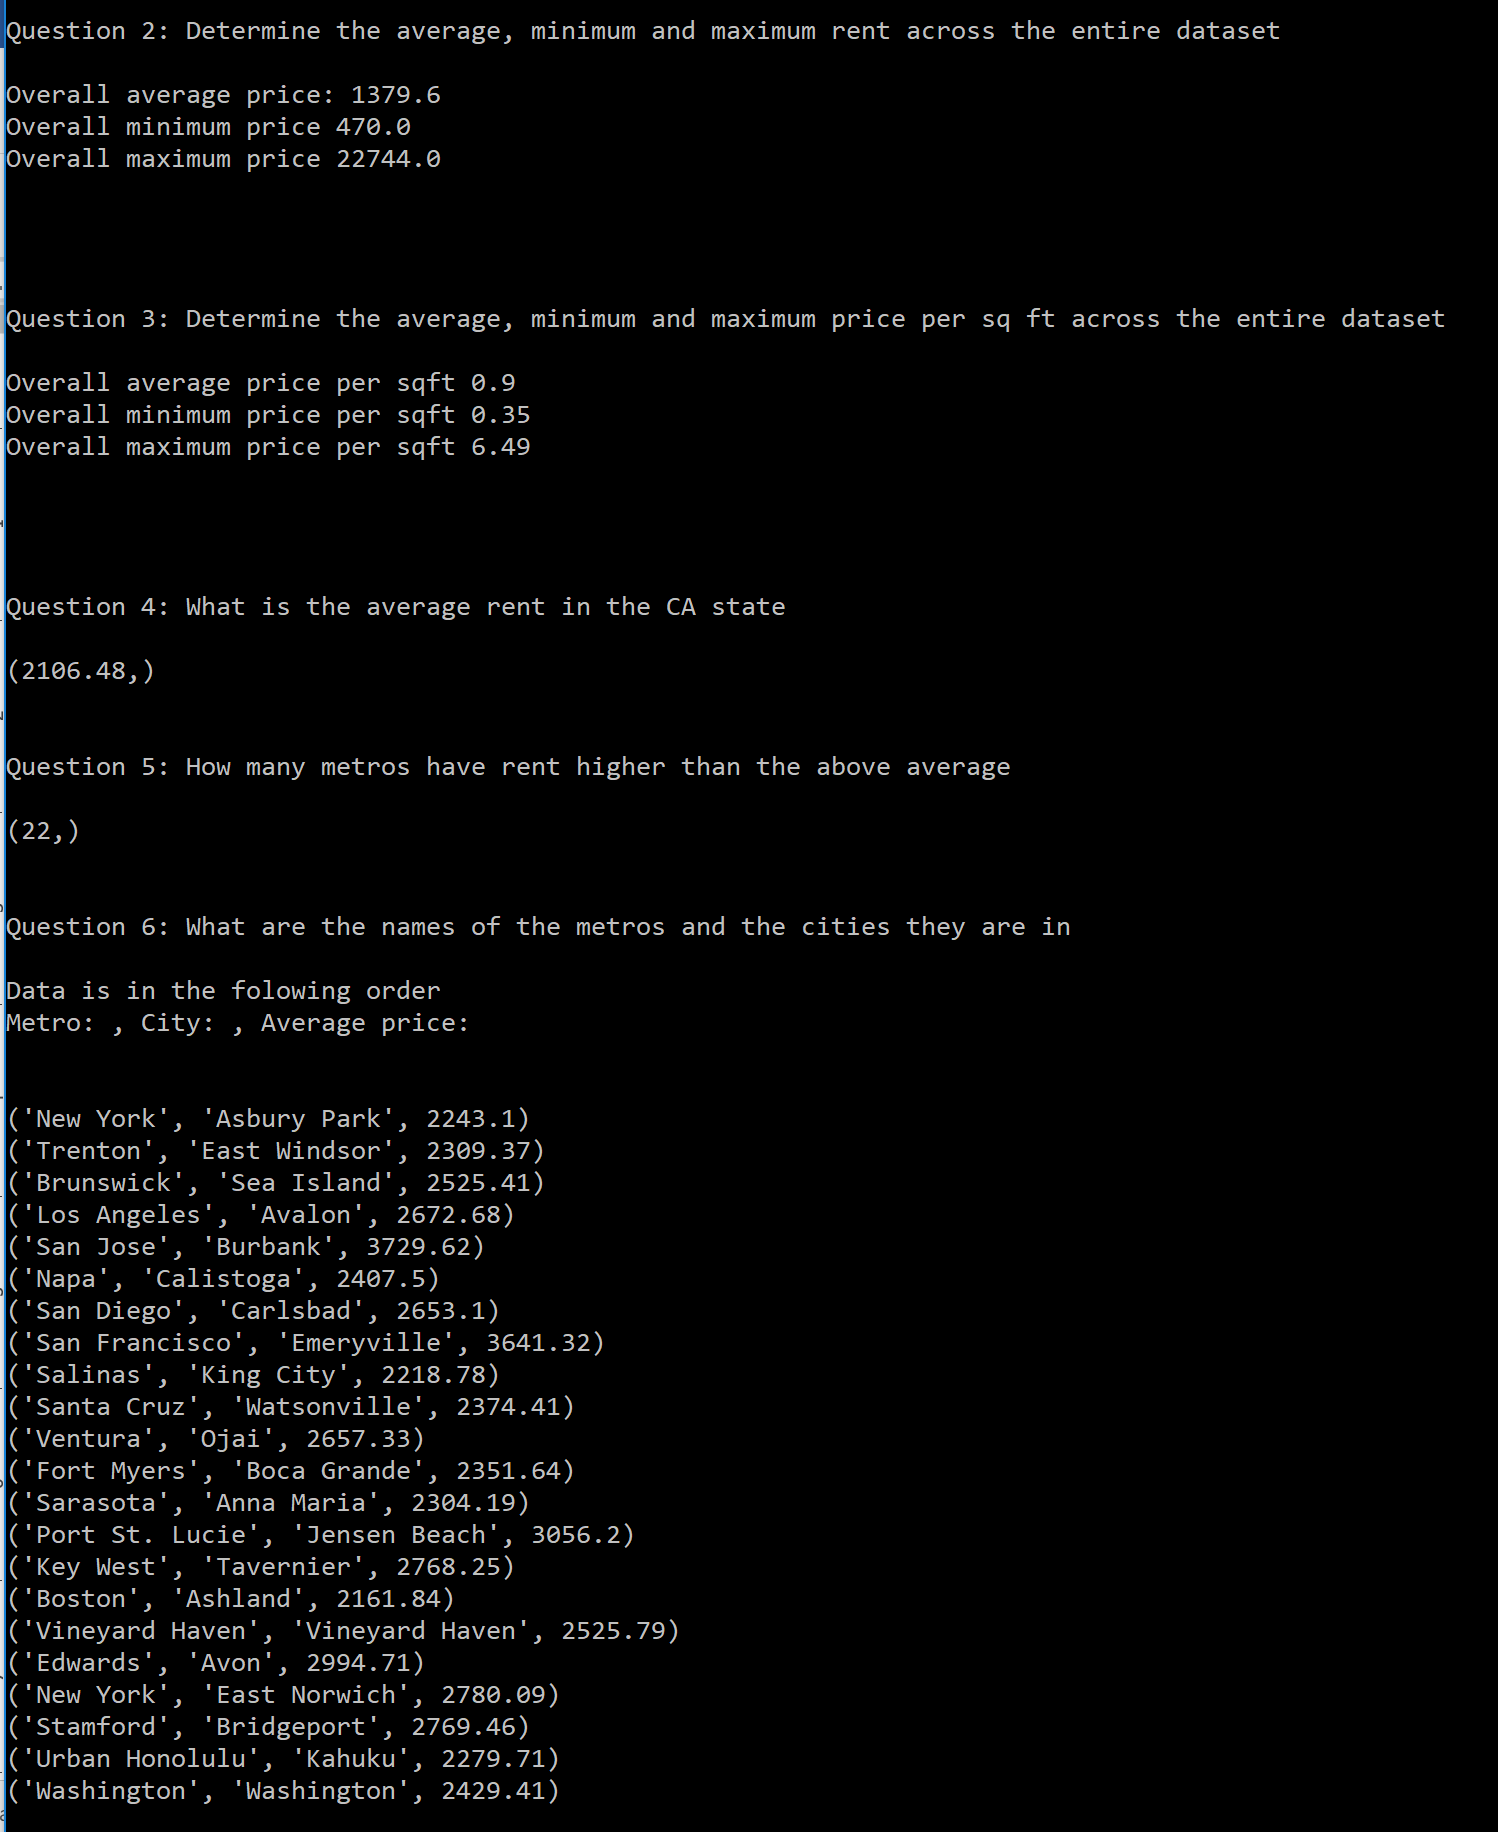 Question 2: Determine the average, minimum and maximum rent across the entire dataset
Overall average price: 1379.6
Overall minimum price 470.0
Overall maximum price 22744.0
Question 3: Determine the average, minimum and maximum price per sq ft across the entire dataset
Overall average price per sqft 0.9
Overall minimum price per sqft 0.35
Overall maximum price per sqft 6.49
Question 4: What is the average rent in the CA state
(2106.48,)
Question 5: How many metros have rent higher than the above average
(22,)
Question 6: What are the names of the metros and the cities they are in
Data is in the folowing order
Metro: , City: , Average price:
('New York', 'Asbury Park', 2243.1)
('Trenton', 'East Windsor', 2309.37)
('Brunswick', 'Sea Island', 2525.41)
('Los Angeles', 'Avalon', 2672.68)
('San Jose', 'Burbank', 3729.62)
('Napa', 'Calistoga', 2407.5)
('San Diego', 'Carlsbad', 2653.1)
('San Francisco', 'Emeryville', 3641.32)
('Salinas', 'King City', 2218.78)
('Santa Cruz', 'Watsonville', 2374.41)
('Ventura', 'Ojai', 2657.33)
('Fort Myers', 'Boca Grande', 2351.64)
('Sarasota', 'Anna Maria', 2304.19)
('Port St. Lucie', 'Jensen Beach', 3056.2)
('Key West', 'Tavernier', 2768.25)
('Boston', 'Ashland', 2161.84)
('Vineyard Haven', 'Vineyard Haven', 2525.79)
('Edwards', 'Avon', 2994.71)
('New York', 'East Norwich', 2780.09)
('Stamford', 'Bridgeport', 2769.46)
('Urban Honolulu', 'Kahuku', 2279.71)
('Washington', 'Washington', 2429.41)